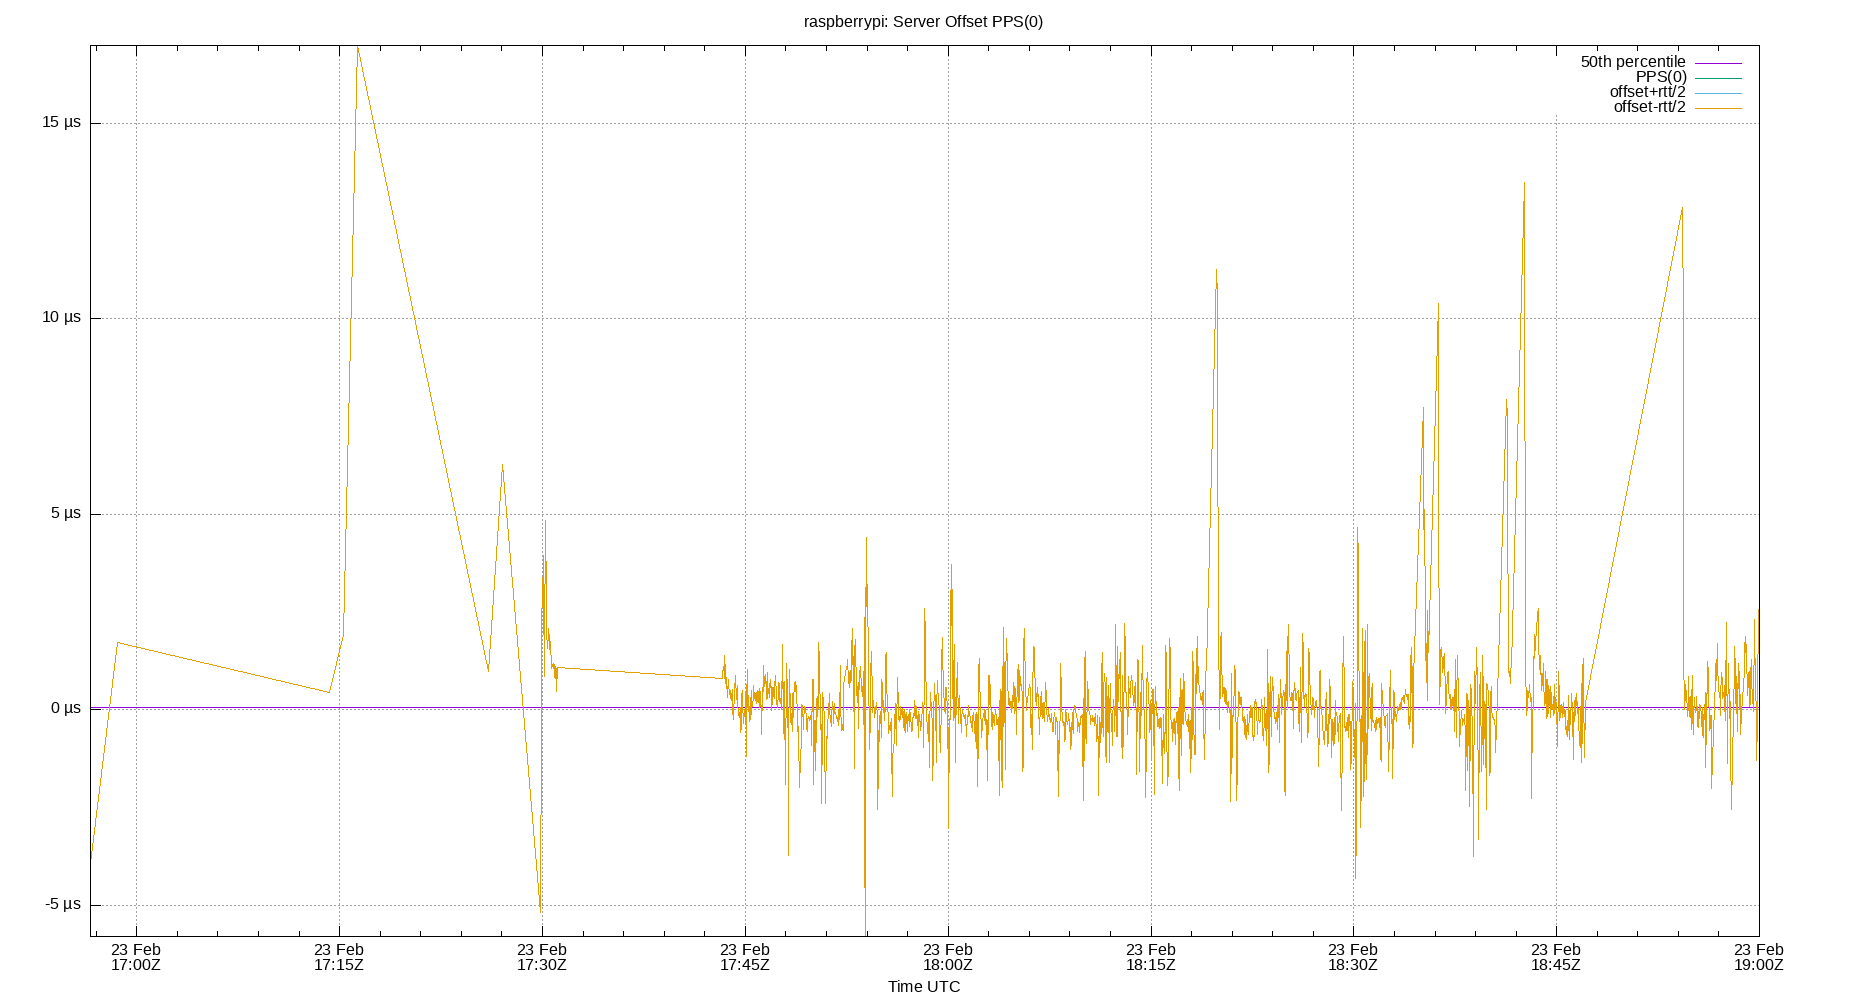 raspberrypi: Server Offset PPS(0)
50th percentile
PPS(0)
offset+rtt/2
offset-rtt/2
15 µs
10 µs
5 µs
0 µs
-5 µs
23 Feb 23 Feb 23 Feb 23 Feb 23 Feb 23 Feb 23 Feb 23 Feb 23 Feb
17:00Z 17:15Z 17:30Z 17:45Z 18:00Z 18:15Z 18:30Z 18:45Z 19:00Z
Time UTC